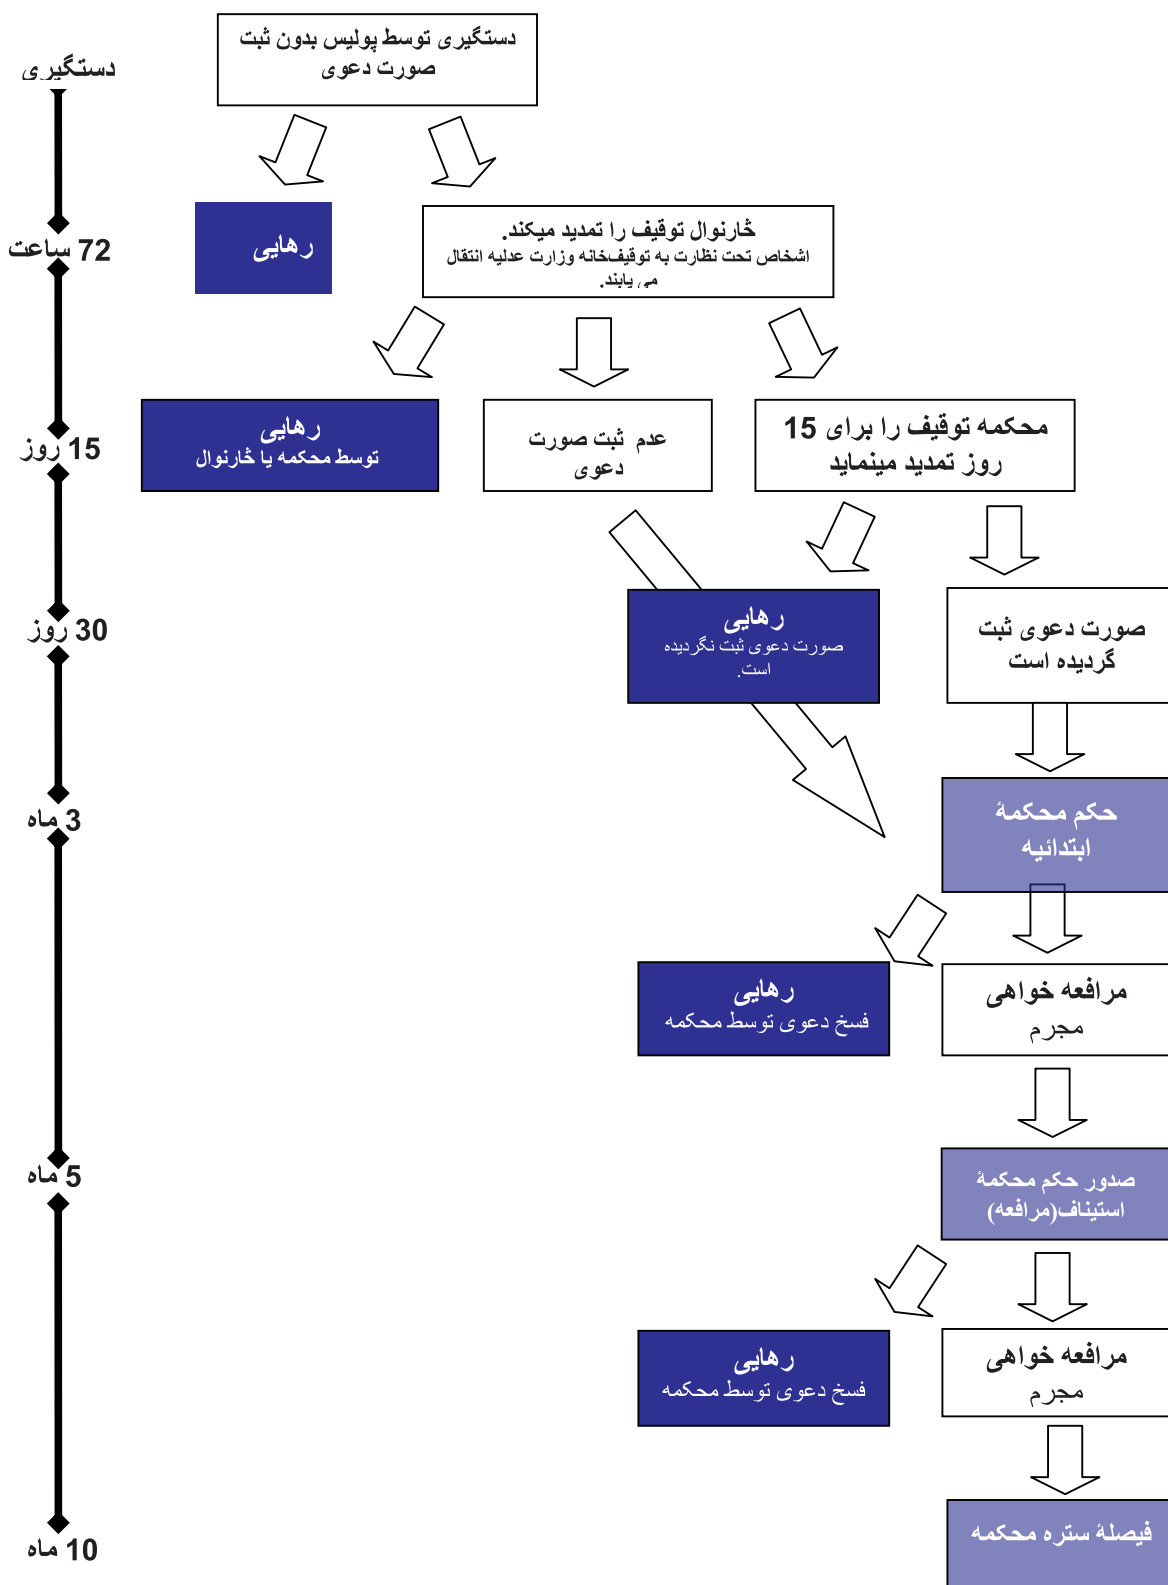 دستگیری توسط پولیس بدون ثبت
صورت دعوی
دستگیری
رهایی
څارنوال توقیف را تمدید میکند.
اشخاص تحت نظارت به توقیف‌خانه وزارت عدلیه انتقال
می یابند.
72 ساعت
رهایی
توسط محکمه یا څارنوال
عدم ثبت صورت
دعوی
محکمه توقیف را برای 15
روز تمدید مینماید
15 روز
رهایی
صورت دعوی ثبت نگردیده
است.
صورت دعوی ثبت
گردیده است
30 روز
حکم محکمهٔ
ابتدائیه
3 ماه
رهایی
فسخ دعوی توسط محکمه
مرافعه خواهی
مجرم
صدور حکم محکمهٔ
استیناف(مرافعه)
5 ماه
رهایی
فسخ دعوی توسط محکمه
مرافعه خواهی
مجرم
فیصلهٔ ستره محکمه
10 ماه